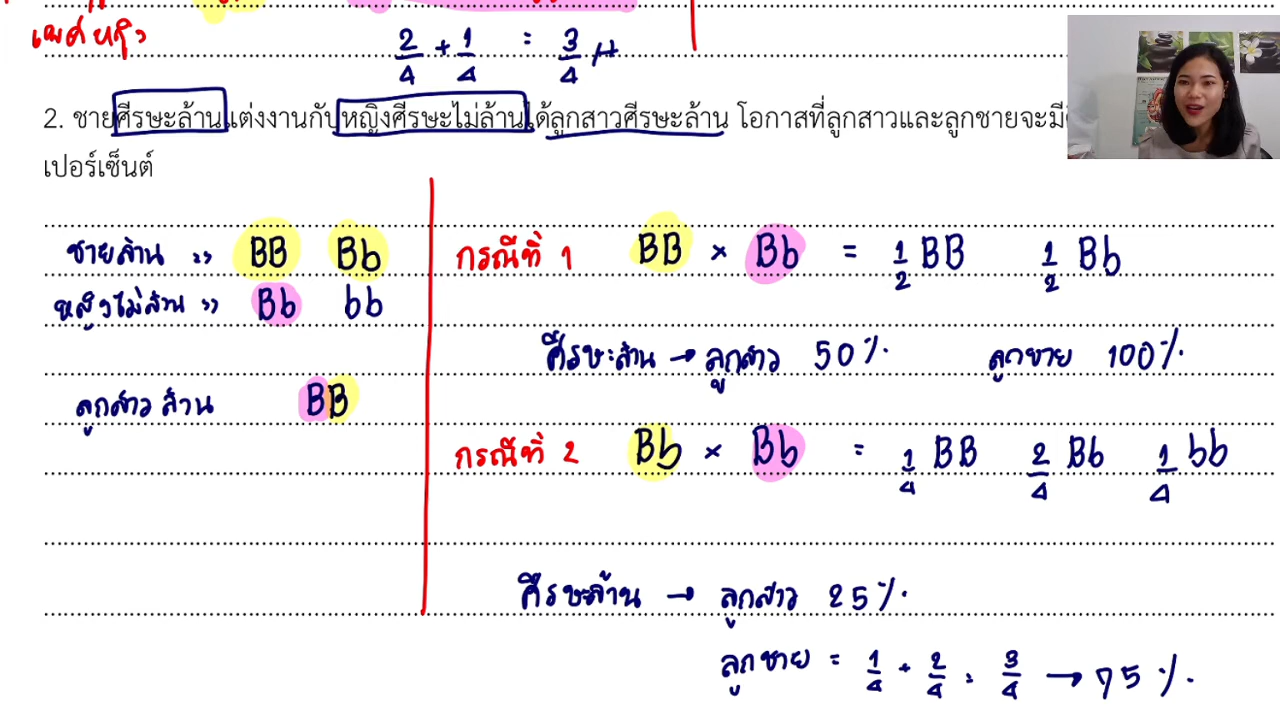 เพศหญิง
2/4 + 1/4 = 3/4 #
2. ชายศีรษะล้านแต่งงานกับหญิงศีรษะไม่ล้านได้ลูกสาวศีรษะล้าน โอกาสที่ลูกสาวและลูกชายจะมี
เปอร์เซ็นต์
ชายล้าน >> BB Bb
หญิงไม่ล้าน >> Bb bb
ลูกสาวล้าน BB
กรณีที่ 1 BB × Bb = 1/2 BB 1/2 Bb
ศีรษะล้าน → ลูกสาว 50 % ลูกชาย 100 %
กรณีที่ 2 Bb × Bb = 1/4 BB 2/4 Bb 1/4 bb
ศีรษะล้าน → ลูกสาว 25 %
ลูกชาย = 1/4 + 2/4 = 3/4 → 75 %